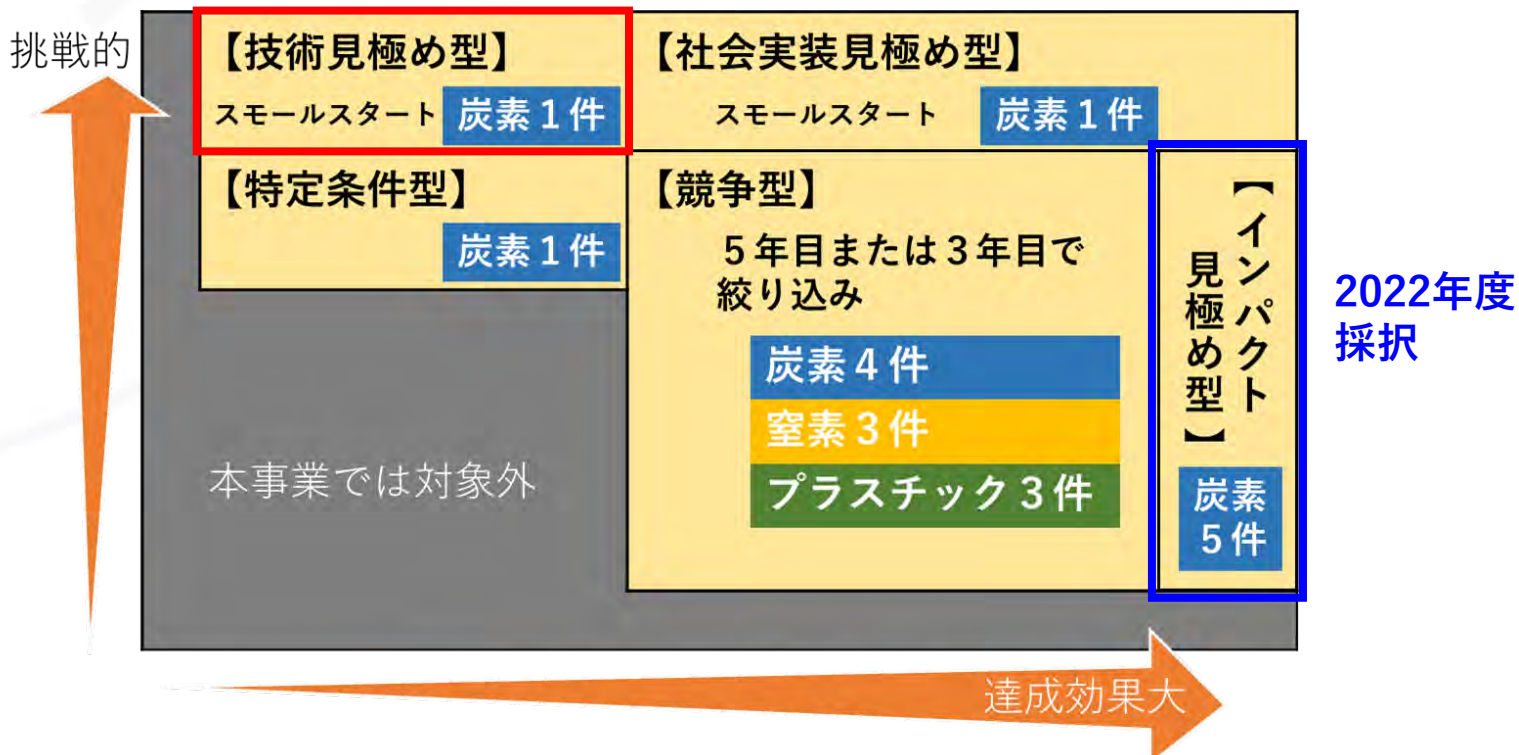 挑戦的
【技術見極め型】
スモールスタート 炭素1件
【社会実装見極め型】
スモールスタート 炭素1件
【特定条件型】
炭素1件
【競争型】
5年目または3年目で
絞り込み
炭素4件
窒素3件
プラスチック3件
【インパクト
見極め型】
炭素
5件
2022年度
採択
本事業では対象外
達成効果大